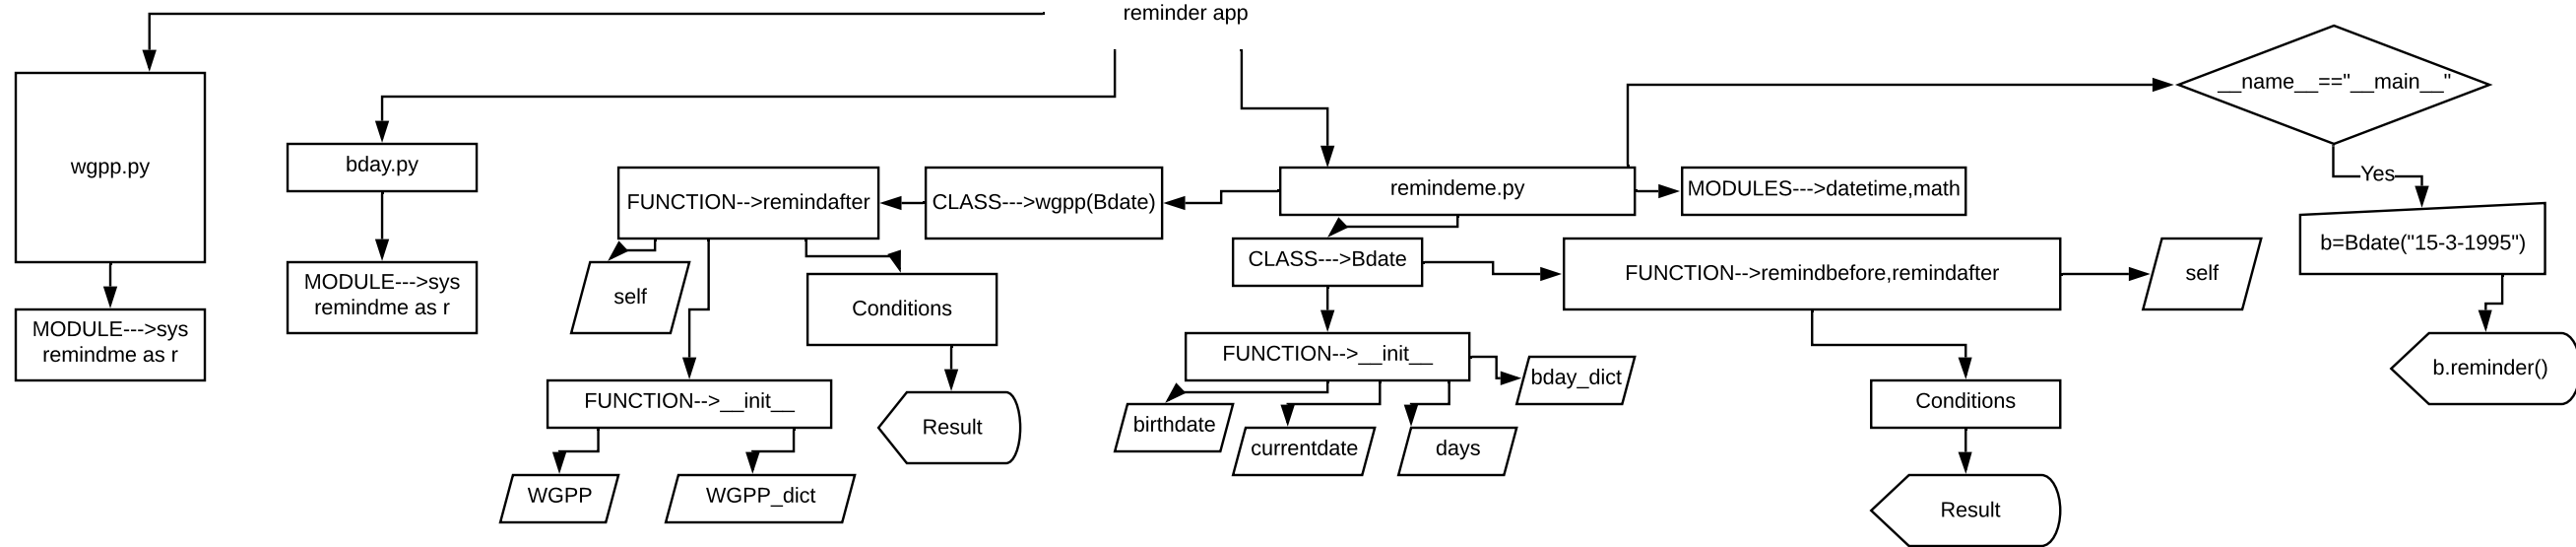 reminder app
__name__=="__main__"
wgpp.py
bday.py
FUNCTION-->remindafter
CLASS--->wgpp(Bdate)
remindeme.py
MODULES--->datetime,math
Yes
b=Bdate("15-3-1995")
MODULE--->sys
remindme as r
MODULE--->sys
remindme as r
self
Conditions
CLASS--->Bdate
FUNCTION-->remindbefore,remindafter
self
FUNCTION-->__init__
bday_dict
b.reminder()
FUNCTION-->__init__
Result
birthdate
currentdate
days
Conditions
WGPP
WGPP_dict
Result